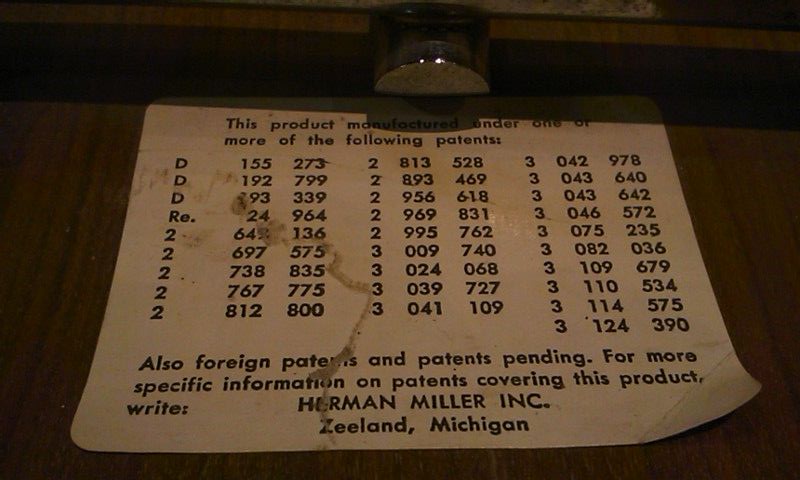 This product manufactured under one or
more of the following patents:
D 155 273 2 813 528 3 042 978
D 192 799 2 893 469 3 043 640
D 193 339 2 956 618 3 043 642
Re. 24 964 2 969 831 3 046 572
2 136 2 995 762 3 075 235
2 697 575 3 009 740 3 082 036
2 738 835 3 024 068 3 109 679
2 767 775 3 039 727 3 110 534
2 812 800 3 041 109 3 114 575
3 124 390
Also foreign patents and patents pending. For more
specific information on patents covering this product,
write: HERMAN MILLER INC.
Zeeland, Michigan